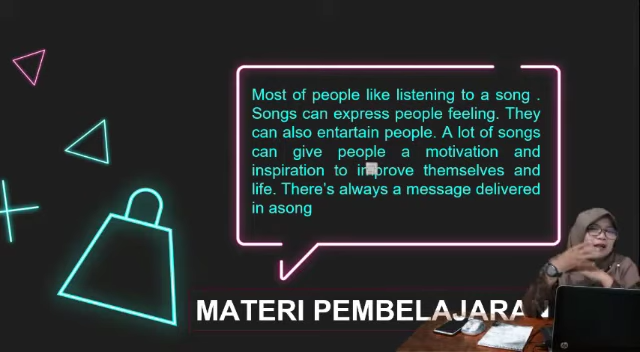 Most of people like listening to a song .
Songs can express people feeling. They
can also entartain people. A lot of songs
can give people a motivation and
inspiration to improve themselves and
life. There's always a message delivered
in asong
MATERI PEMBELAJARA